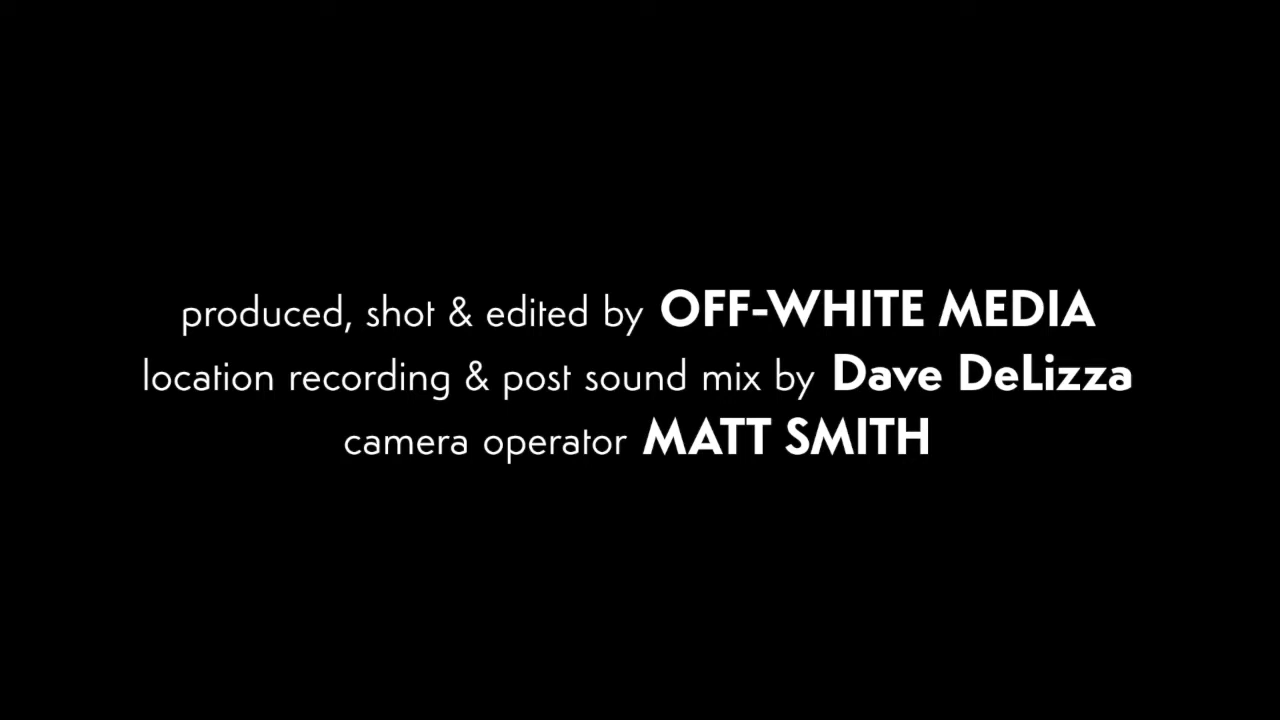 produced, shot & edited by OFF-WHITE MEDIA
location recording & post sound mix by Dave DeLizza
camera operator MATT SMITH